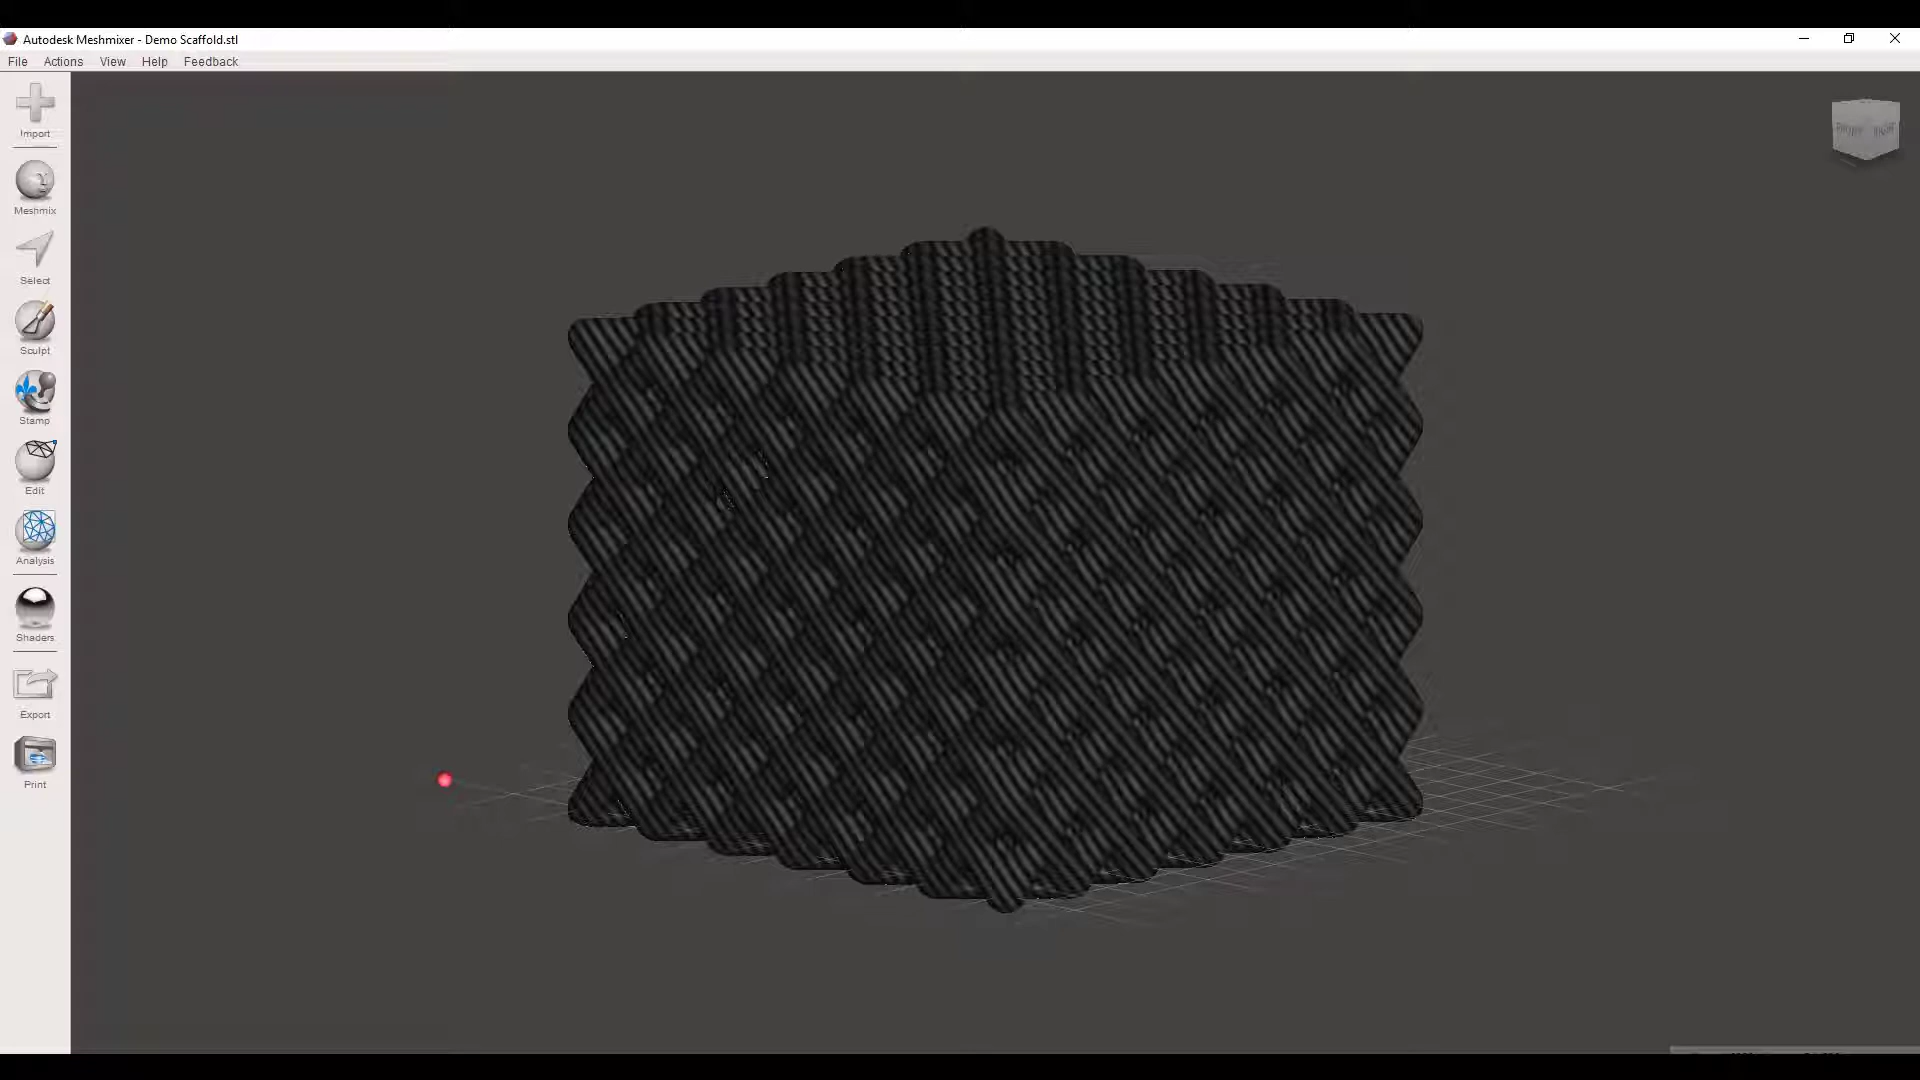 Autodesk Meshmixer - Demo Scaffold.stl
File Actions View Help Feedback
Import
Meshmix
Select
Sculpt
Stamp
Edit
Analysis
Shaders
Export
Print